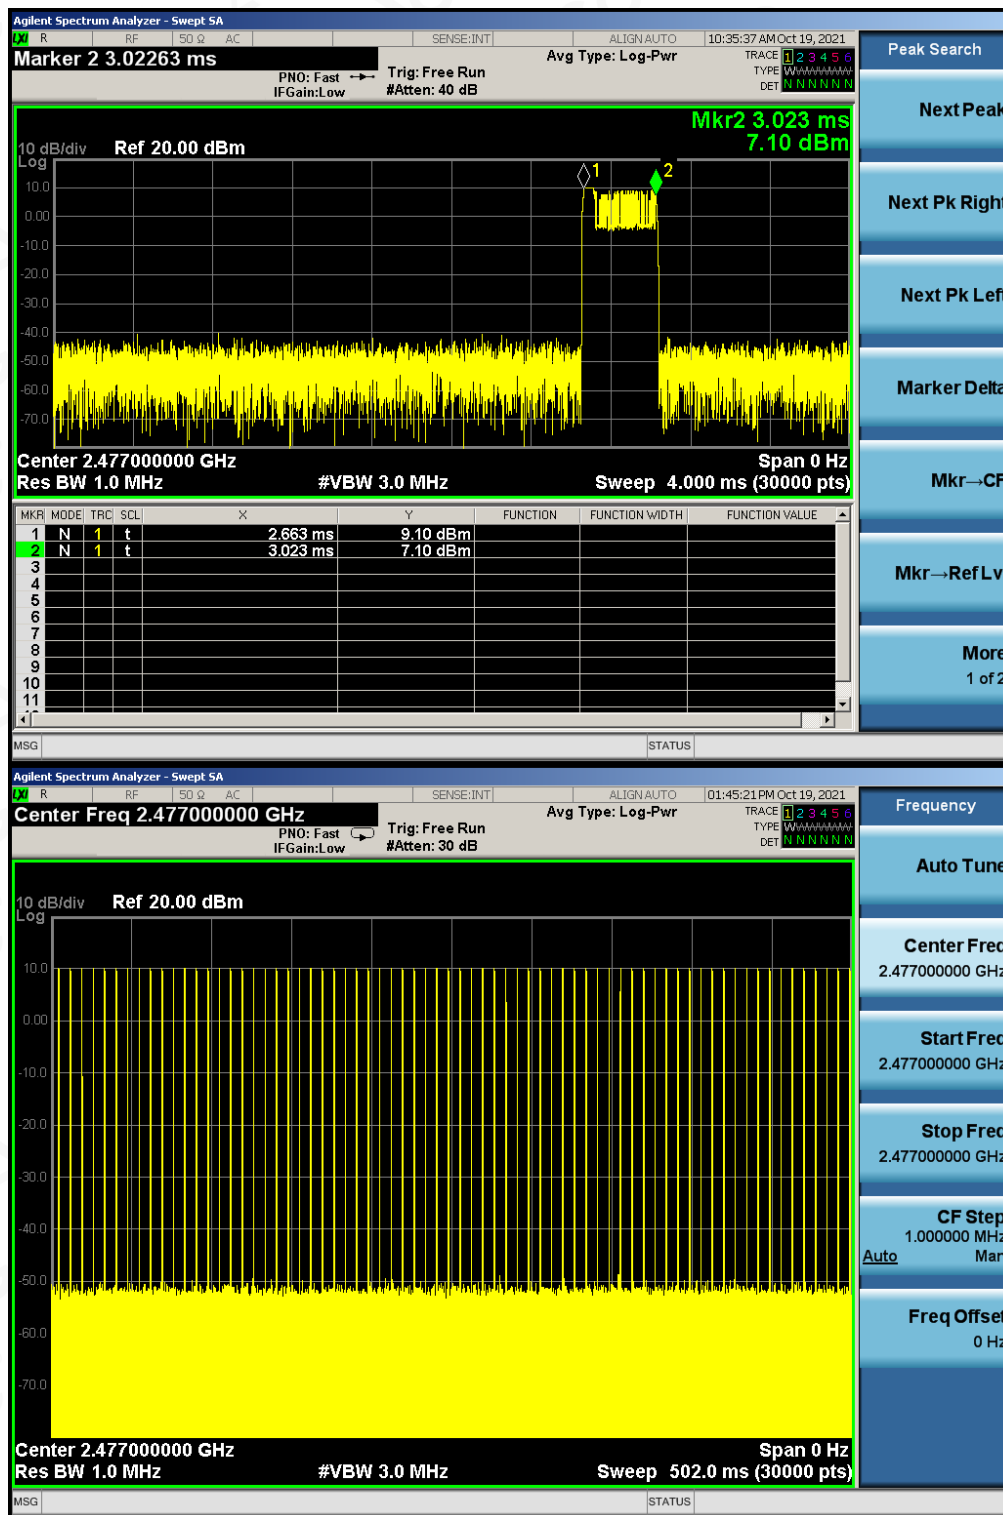 Agilent Spectrum Analyzer - Swept SA
LXI R RF 50 Ω AC SENSE:INT ALIGN AUTO 10:35:37 AM Oct 19, 2021
Marker 2 3.02263 ms
PNO: Fast
IFGain:Low
Trig: Free Run
#Atten: 40 dB
Avg Type: Log-Pwr
TRACE 1 2 3 4 5 6
TYPE W
DET N N N N N N
Peak Search
Mkr2 3.023 ms
7.10 dBm
10 dB/div Ref 20.00 dBm
Log
1
2
10.0
0.00
-10.0
-20.0
-30.0
-40.0
-50.0
-60.0
-70.0
Center 2.477000000 GHz Span 0 Hz
Res BW 1.0 MHz #VBW 3.0 MHz Sweep 4.000 ms (30000 pts)
MKR MODE TRC SCL X Y FUNCTION FUNCTION WIDTH FUNCTION VALUE
1 N 1 t 2.663 ms 9.10 dBm
2 N 1 t 3.023 ms 7.10 dBm
3
4
5
6
7
8
9
10
11
MSG STATUS
Next Peak
Next Pk Right
Next Pk Left
Marker Delta
Mkr→CF
Mkr→Ref Lv
More
1 of 2
Agilent Spectrum Analyzer - Swept SA
LXI R RF 50 Ω AC SENSE:INT ALIGN AUTO 01:45:21 PM Oct 19, 2021
Center Freq 2.477000000 GHz
PNO: Fast
IFGain:Low
Trig: Free Run
#Atten: 30 dB
Avg Type: Log-Pwr
TRACE 1 2 3 4 5 6
TYPE W
DET N N N N N N
Frequency
10 dB/div Ref 20.00 dBm
Log
10.0
0.00
-10.0
-20.0
-30.0
-40.0
-50.0
-60.0
-70.0
Center 2.477000000 GHz Span 0 Hz
Res BW 1.0 MHz #VBW 3.0 MHz Sweep 502.0 ms (30000 pts)
MSG STATUS
Auto Tune
Center Freq
2.477000000 GHz
Start Freq
2.477000000 GHz
Stop Freq
2.477000000 GHz
CF Step
1.000000 MHz
Auto Man
Freq Offset
0 Hz